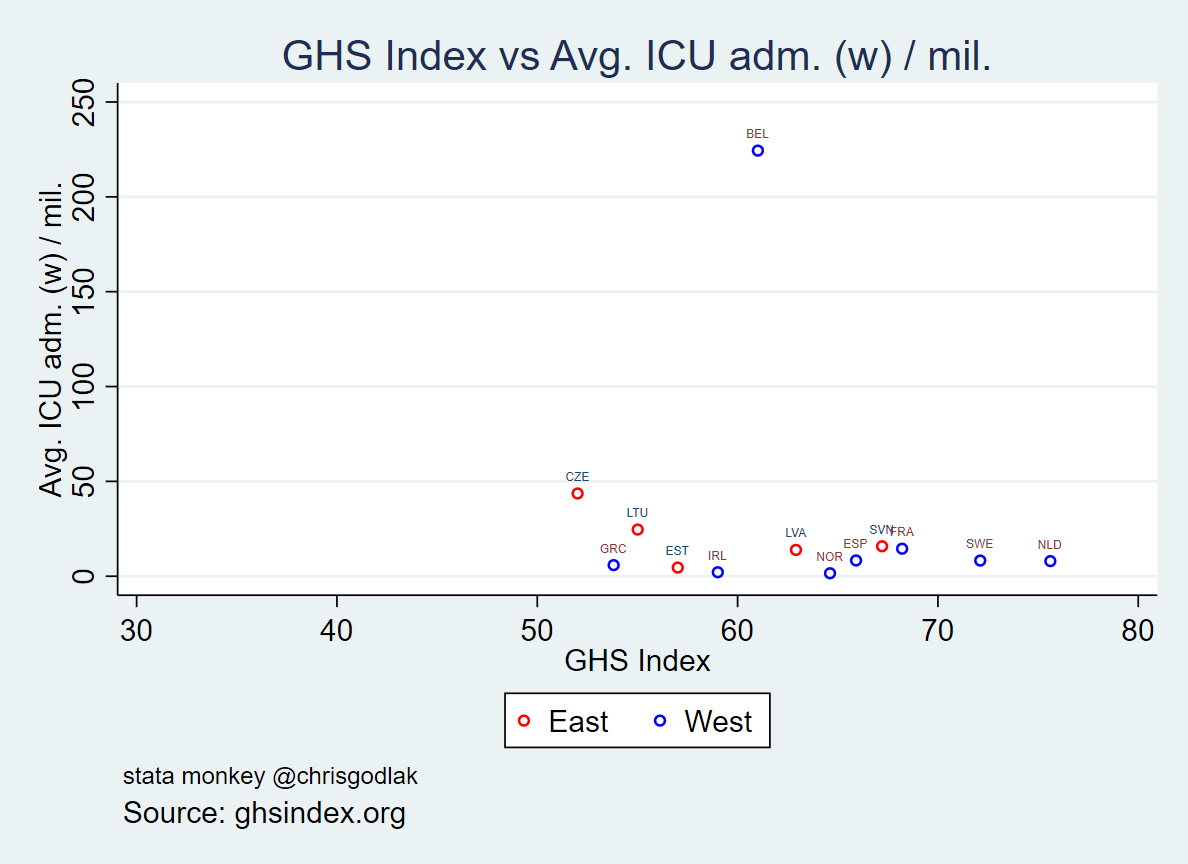 GHS Index vs Avg. ICU adm. (w) / mil.
Avg. ICU adm. (w) / mil.
250
200
150
100
50
0
BEL
CZE
LTU
GRC
EST
IRL
LVA
NOR
ESP
SVN
FRA
SWE
NLD
30 40 50 60 70 80
GHS Index
East West
stata monkey @chrisgodlak
Source: ghsindex.org